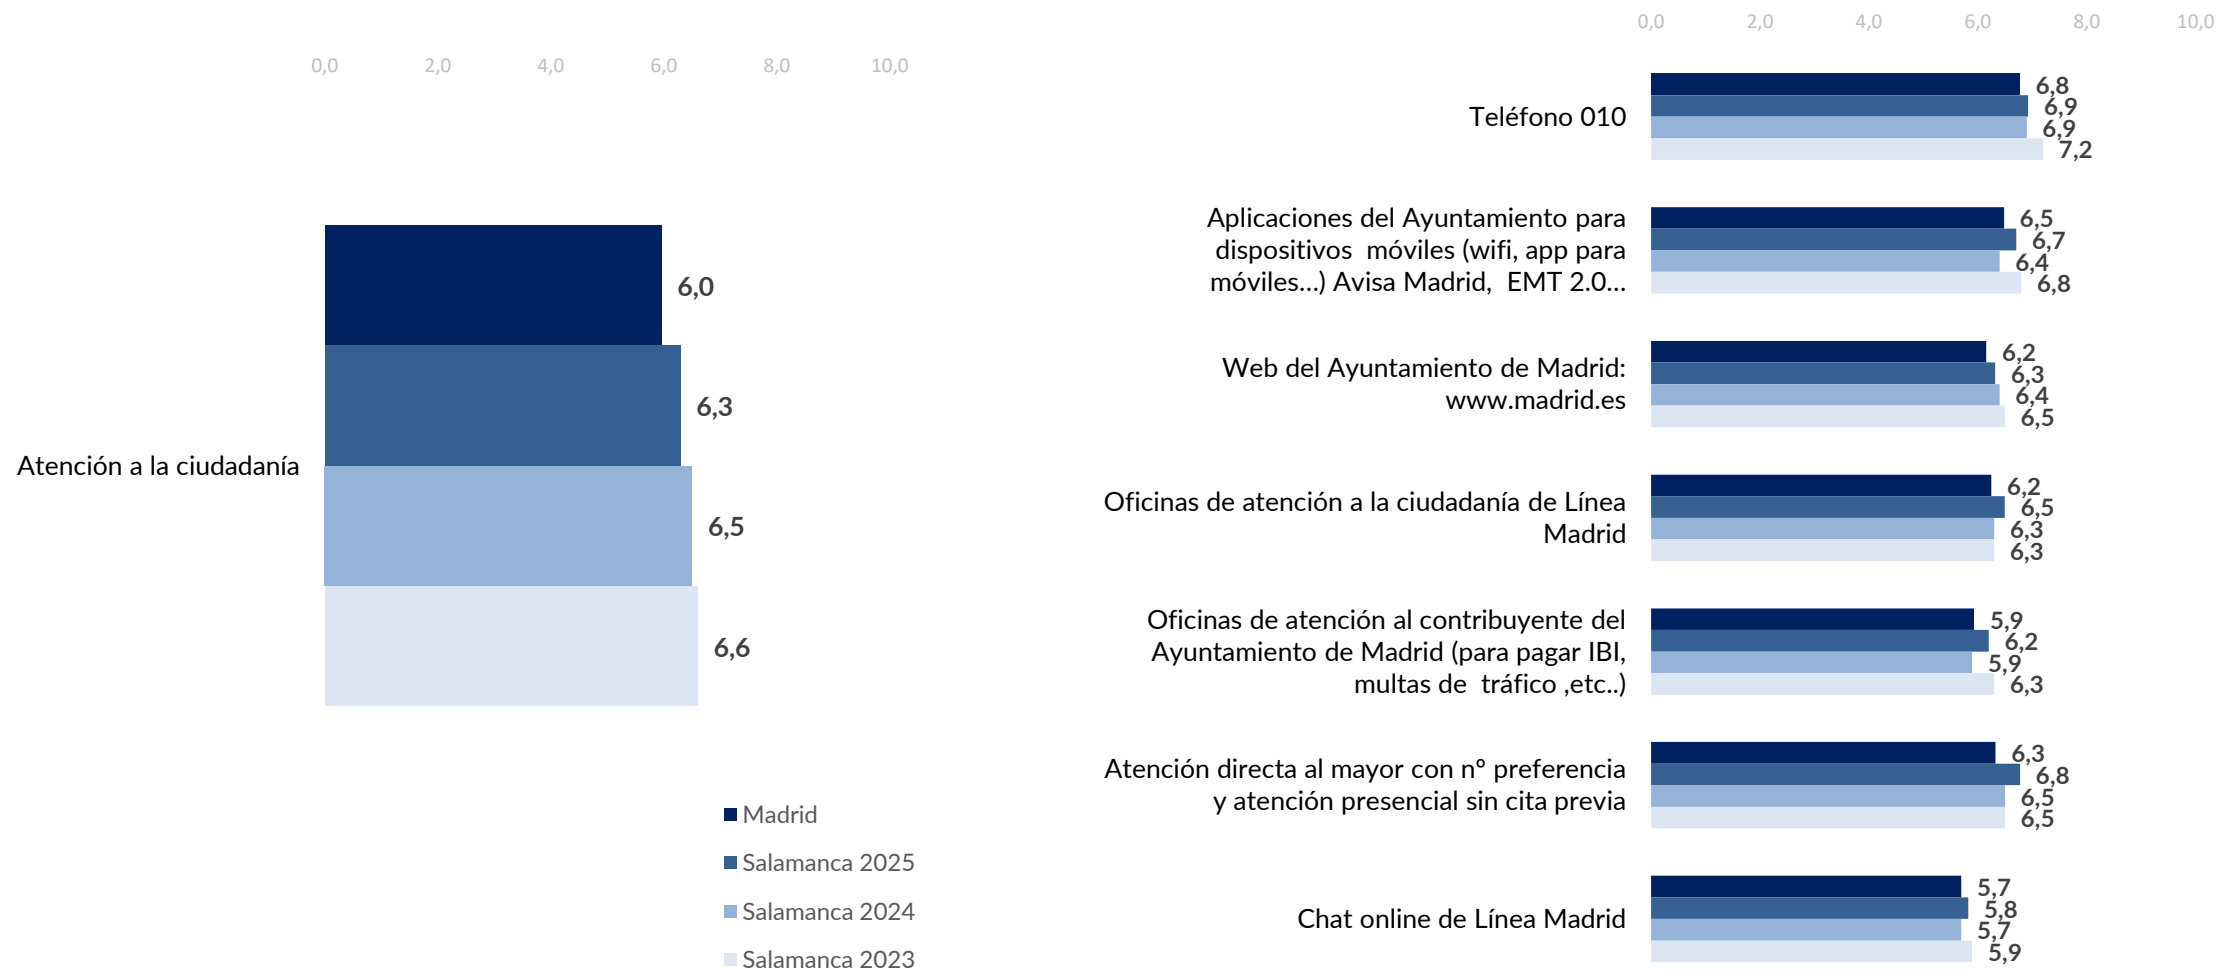 0,0 2,0 4,0 6,0 8,0 10,0
6,0
6,3
Atención a la ciudadanía
6,5
6,6
Madrid
Salamanca 2025
Salamanca 2024
Salamanca 2023
0,0 2,0 4,0 6,0 8,0 10,0
Teléfono 010
6,8
6,9
6,9
7,2
Aplicaciones del Ayuntamiento para
dispositivos  móviles (wifi, app para
móviles...) Avisa Madrid,  EMT 2.0...
6,5
6,7
6,4
6,8
Web del Ayuntamiento de Madrid:
www.madrid.es
6,2
6,3
6,4
6,5
Oficinas de atención a la ciudadanía de Línea
Madrid
6,2
6,5
6,3
6,3
Oficinas de atención al contribuyente del
Ayuntamiento de Madrid (para pagar IBI,
multas de  tráfico ,etc..)
5,9
6,2
5,9
6,3
Atención directa al mayor con nº preferencia
y atención presencial sin cita previa
6,3
6,8
6,5
6,5
Chat online de Línea Madrid
5,7
5,8
5,7
5,9